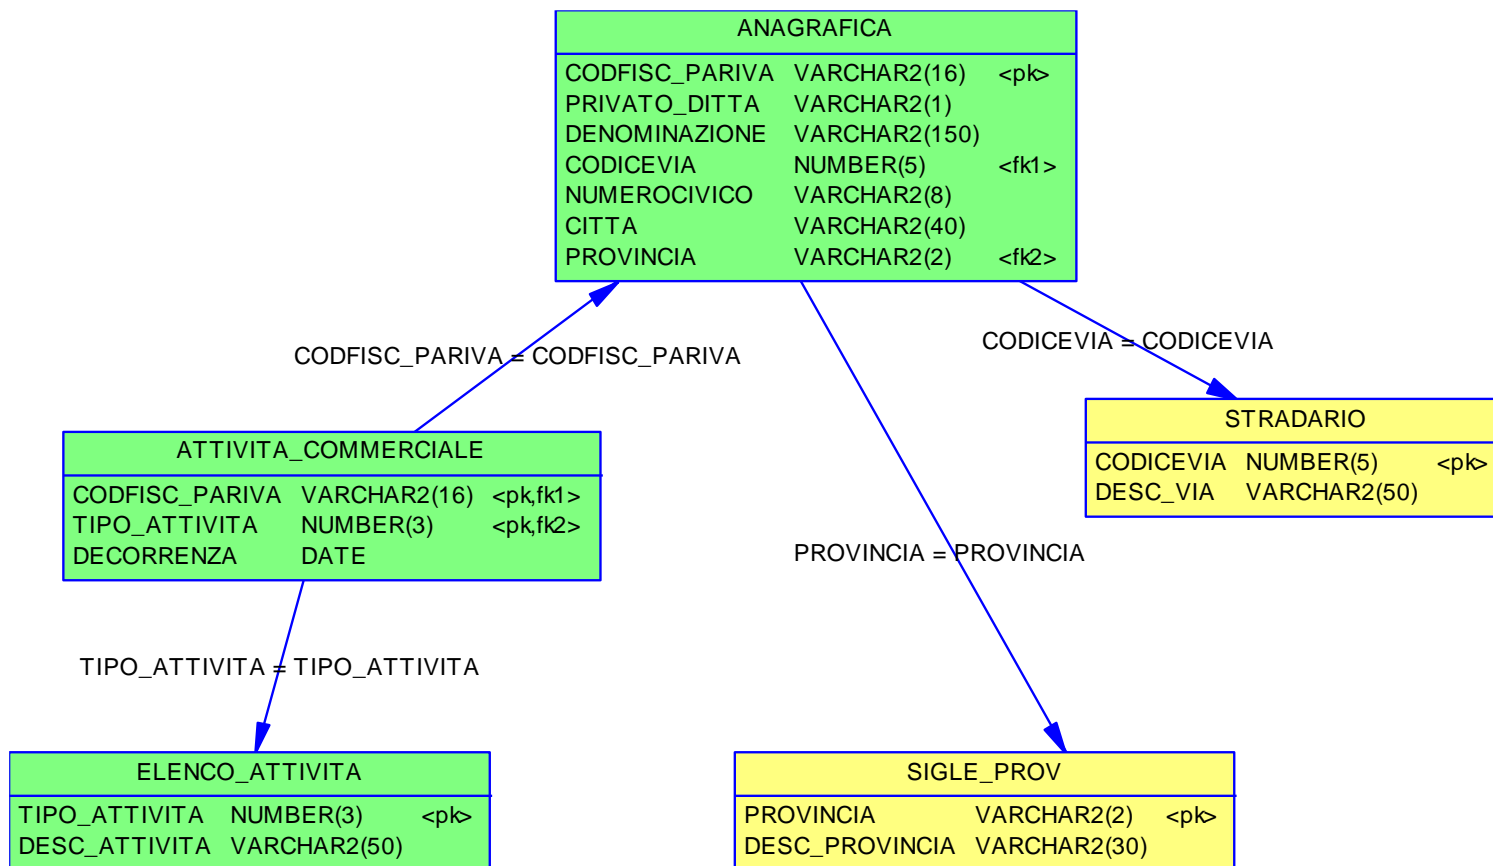 ANAGRAFICA
CODFISC_PARIVA VARCHAR2(16) <pk>
PRIVATO_DITTA VARCHAR2(1)
DENOMINAZIONE VARCHAR2(150)
CODICEVIA NUMBER(5) <fk1>
NUMEROCIVICO VARCHAR2(8)
CITTA VARCHAR2(40)
PROVINCIA VARCHAR2(2) <fk2>
CODICEVIA = CODICEVIA
CODFISC_PARIVA = CODFISC_PARIVA
STRADARIO
CODICEVIA NUMBER(5) <pk>
DESC_VIA VARCHAR2(50)
ATTIVITA_COMMERCIALE
CODFISC_PARIVA VARCHAR2(16) <pk,fk1>
TIPO_ATTIVITA NUMBER(3) <pk,fk2>
DECORRENZA DATE
PROVINCIA = PROVINCIA
TIPO_ATTIVITA = TIPO_ATTIVITA
ELENCO_ATTIVITA
TIPO_ATTIVITA NUMBER(3) <pk>
DESC_ATTIVITA VARCHAR2(50)
SIGLE_PROV
PROVINCIA VARCHAR2(2) <pk>
DESC_PROVINCIA VARCHAR2(30)